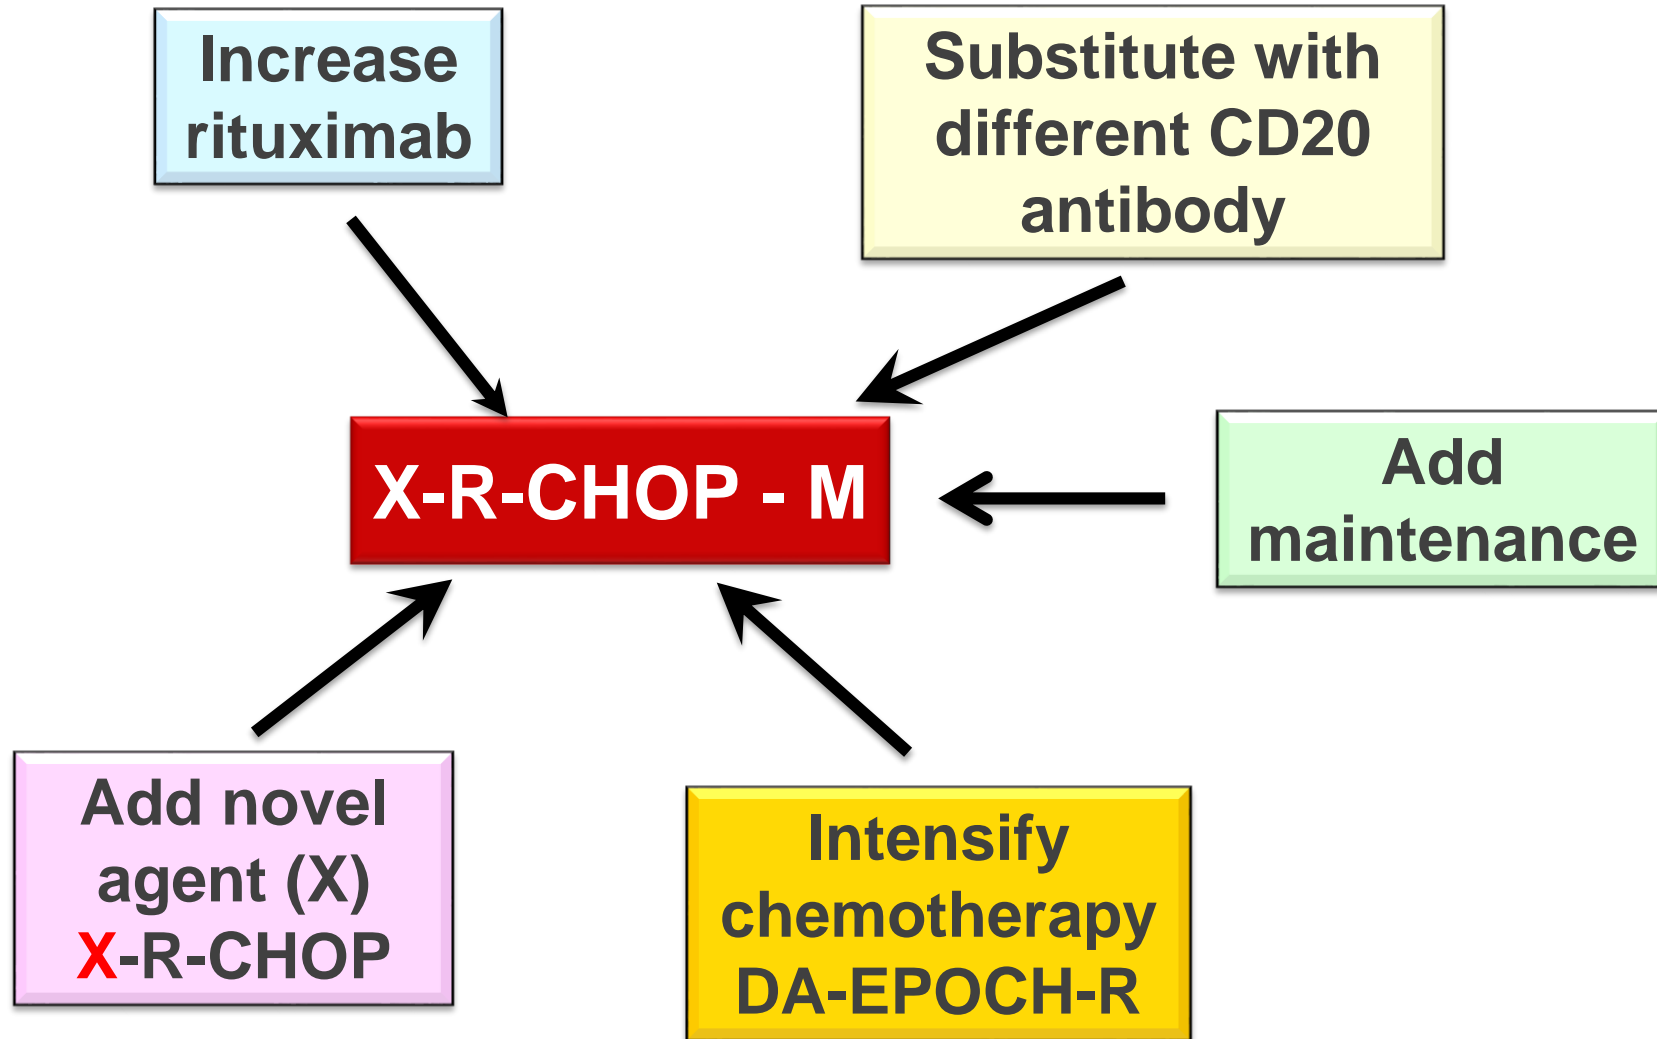 Increase
rituximab
Substitute with
different CD20
antibody
X-R-CHOP - M
Add
maintenance
Add novel
agent (X)
X-R-CHOP
Intensify
chemotherapy
DA-EPOCH-R